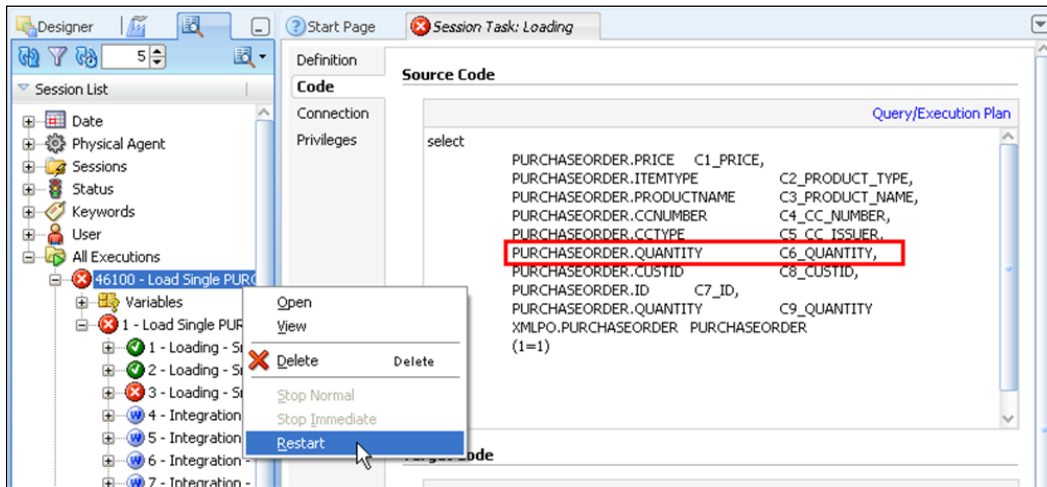 Designer
Start Page
Session Task: Loading
5
Session List
Date
Physical Agent
Sessions
Status
Keywords
User
All Executions
46100 - Load Single PURC
Variables
1 - Load Single PUR
1 - Loading - S
2 - Loading - S
3 - Loading - S
4 - Integration
5 - Integration
6 - Integration -
7 - Integration -
Open
View
Delete Delete
Stop Normal
Stop Immediate
Restart
Definition
Code
Connection
Privileges
Source Code
Query/Execution Plan
select
PURCHASEORDER.PRICE C1_PRICE,
PURCHASEORDER.ITEMTYPE C2_PRODUCT_TYPE,
PURCHASEORDER.PRODUCTNAME C3_PRODUCT_NAME,
PURCHASEORDER.CCNUMBER C4_CC_NUMBER,
PURCHASEORDER.CCTYPE C5_CC_ISSUER,
PURCHASEORDER.QUANTITY C6_QUANTITY,
PURCHASEORDER.CUSTID C8_CUSTID,
PURCHASEORDER.ID C7_ID,
PURCHASEORDER.QUANTITY C9_QUANTITY
XMLPO.PURCHASEORDER PURCHASEORDER
(1=1)
Code